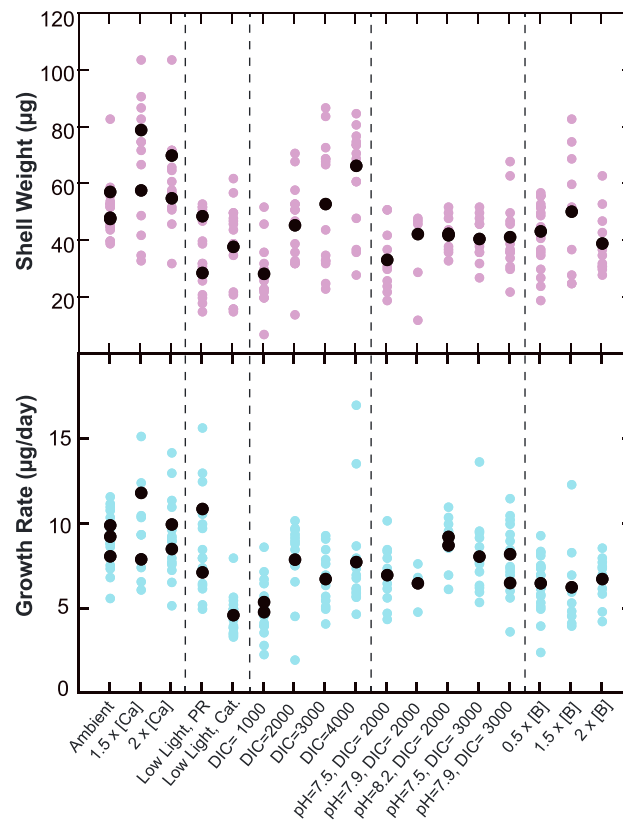 120
100
80
60
40
20
Shell Weight (µg)
15
10
5
0
Growth Rate (µg/day)
Ambient
1.5 x [Ca]
2 x [Ca]
Low Light, PR
Low Light, Cat.
DIC= 1000
DIC=2000
DIC=3000
DIC=4000
pH=7.5, DIC= 2000
pH=7.9, DIC= 2000
pH=8.2, DIC= 2000
pH=7.5, DIC= 3000
pH=7.9, DIC= 3000
0.5 x [B]
1.5 x [B]
2 x [B]